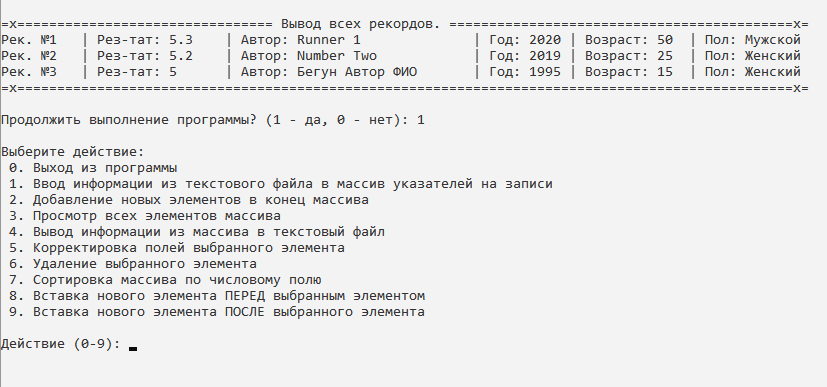 =x================================ Вывод всех рекордов. ===========================================x=
Рек. №1   | Рез-тат: 5.3    | Автор: Runner 1              | Год: 2020 | Возраст: 50  | Пол: Мужской
Рек. №2   | Рез-тат: 5.2    | Автор: Number Two            | Год: 2019 | Возраст: 25  | Пол: Женский
Рек. №3   | Рез-тат: 5      | Автор: Бегун Автор ФИО       | Год: 1995 | Возраст: 15  | Пол: Женский
=x=================================================================================================x=
Продолжить выполнение программы? (1 - да, 0 - нет): 1
Выберите действие:
 0. Выход из программы
 1. Ввод информации из текстового файла в массив указателей на записи
 2. Добавление новых элементов в конец массива
 3. Просмотр всех элементов массива
 4. Вывод информации из массива в текстовый файл
 5. Корректировка полей выбранного элемента
 6. Удаление выбранного элемента
 7. Сортировка массива по числовому полю
 8. Вставка нового элемента ПЕРЕД выбранным элементом
 9. Вставка нового элемента ПОСЛЕ выбранного элемента
Действие (0-9):